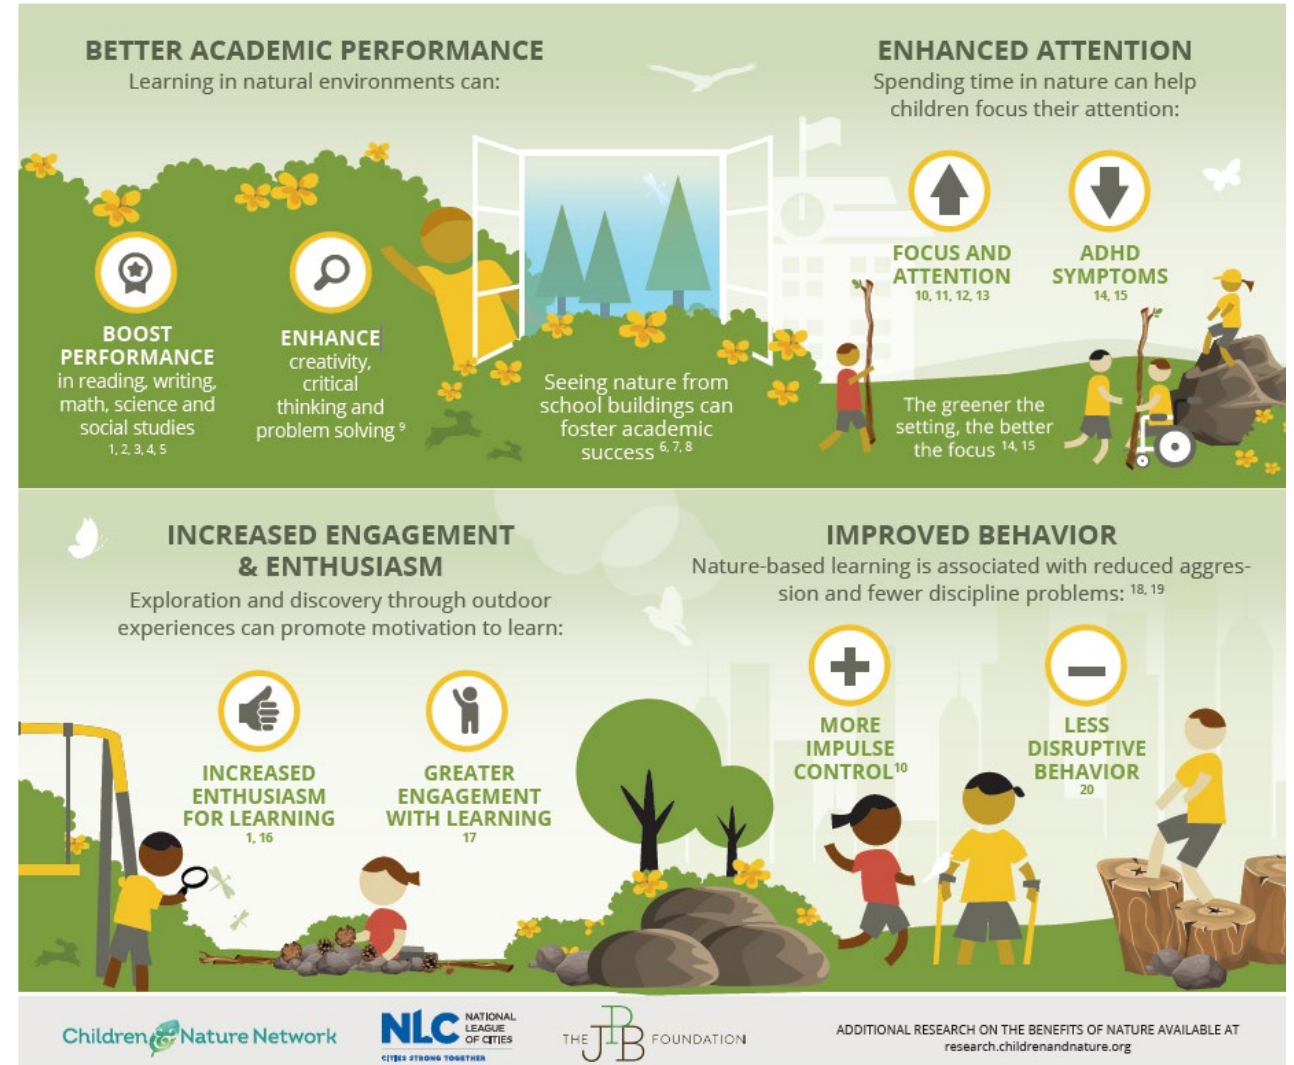 BETTER ACADEMIC PERFORMANCE
Learning in natural environments can:
BOOST
PERFORMANCE
in reading, writing,
math, science and
social studies
1, 2, 3, 4, 5
ENHANCE
creativity,
critical
thinking and
problem solving 9
Seeing nature from
school buildings can
foster academic
success 6, 7, 8
ENHANCED ATTENTION
Spending time in nature can help
children focus their attention:
FOCUS AND
ATTENTION
10, 11, 12, 13
ADHD
SYMPTOMS
14, 15
The greener the
setting, the better
the focus 14, 15
INCREASED ENGAGEMENT
& ENTHUSIASM
Exploration and discovery through outdoor
experiences can promote motivation to learn:
INCREASED
ENTHUSIASM
FOR LEARNING
1, 16
GREATER
ENGAGEMENT
WITH LEARNING
17
IMPROVED BEHAVIOR
Nature-based learning is associated with reduced aggres-
sion and fewer discipline problems: 18, 19
MORE
IMPULSE
CONTROL10
LESS
DISRUPTIVE
BEHAVIOR
20
Children & Nature Network
NLC NATIONAL
LEAGUE
OF CITIES
CITIES STRONG TOGETHER
THE JPB FOUNDATION
ADDITIONAL RESEARCH ON THE BENEFITS OF NATURE AVAILABLE AT
research.childrenandnature.org